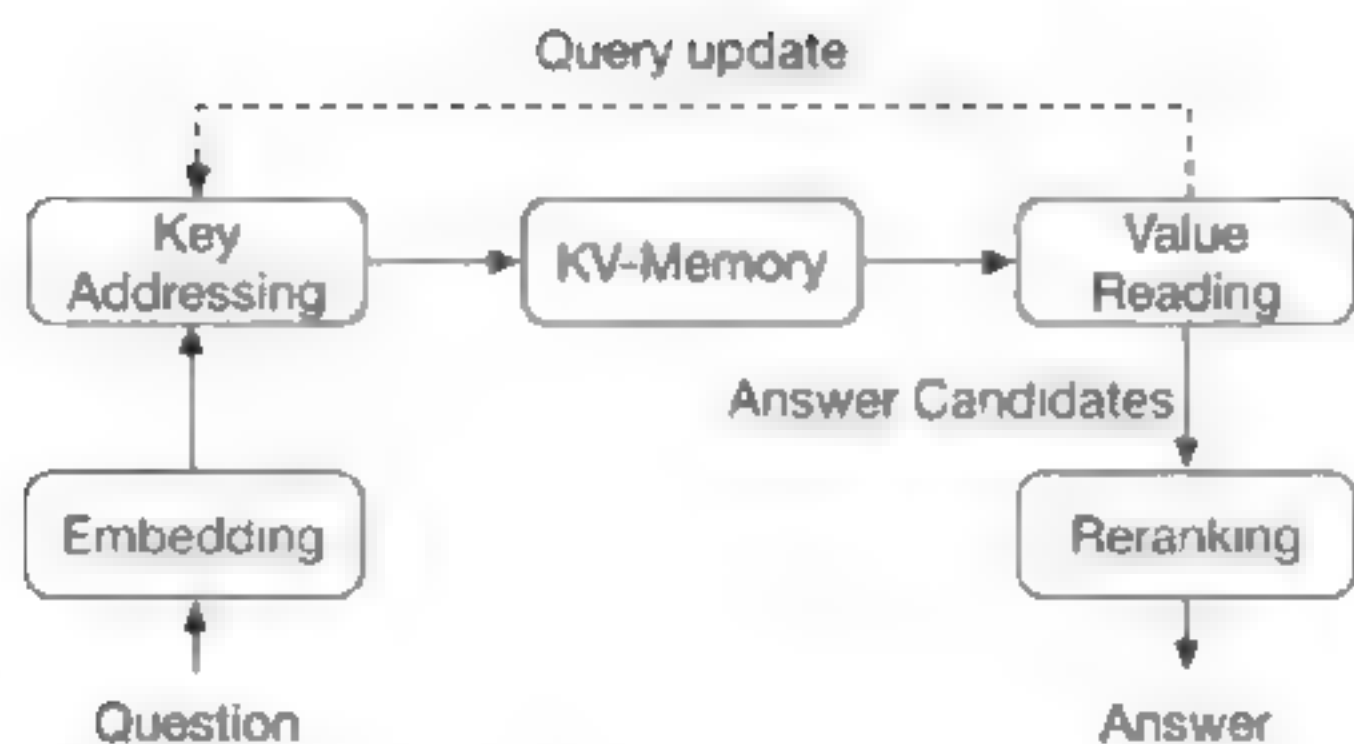 Query update
Key
Addressing
KV-Memory
Value
Reading
Answer Candidates
Embedding
Reranking
Question
Answer